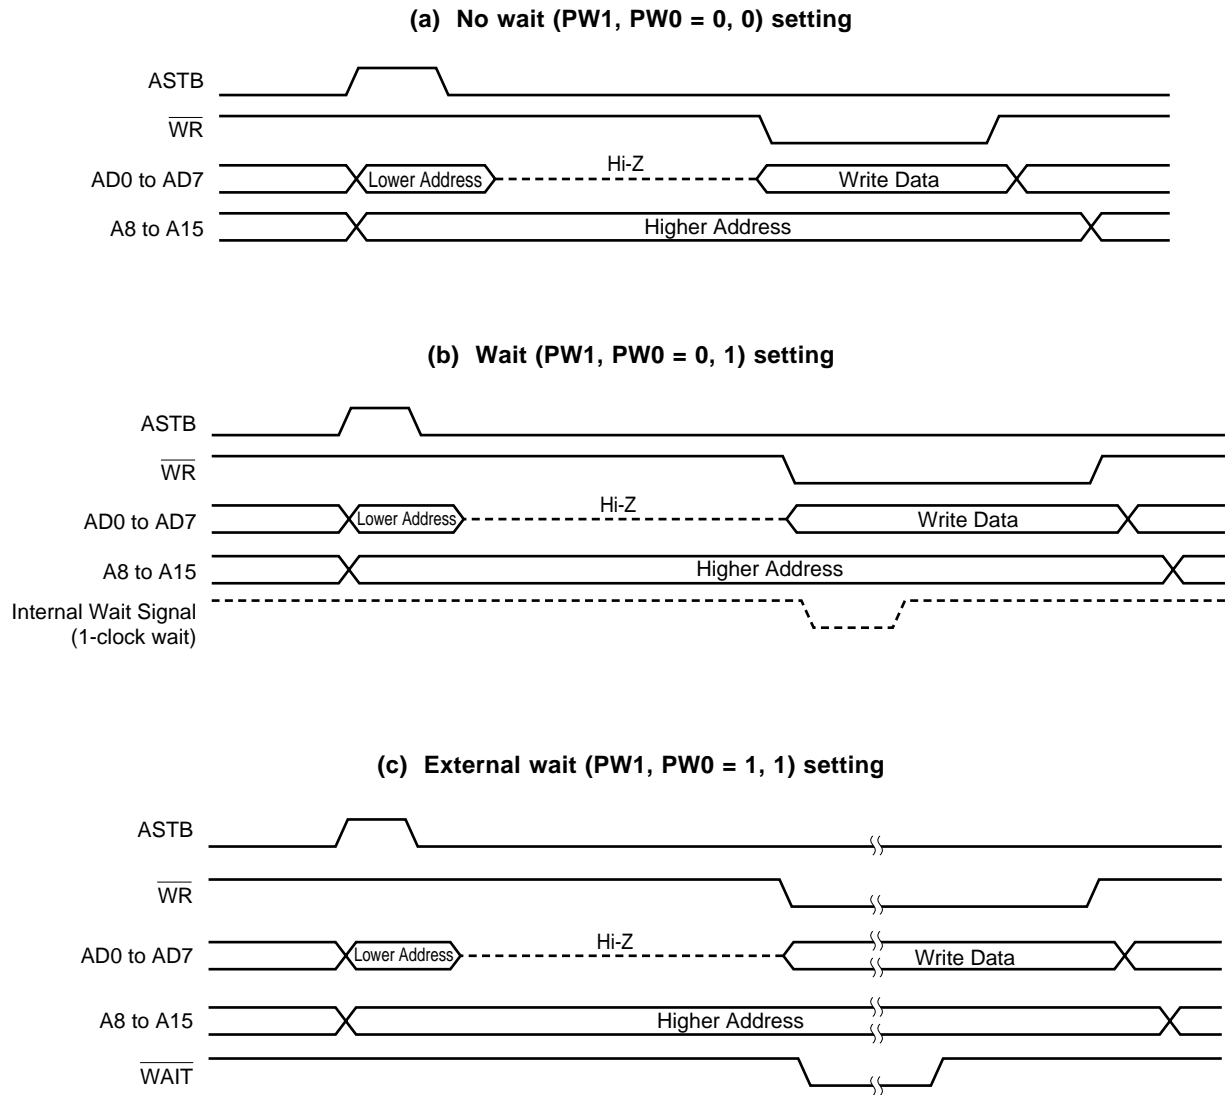 (a) No wait (PW1, PW0 = 0, 0) setting
ASTB
WR
AD0 to AD7
Lower Address
Hi-Z
Write Data
A8 to A15
Higher Address
(b) Wait (PW1, PW0 = 0, 1) setting
ASTB
WR
AD0 to AD7
Lower Address
Hi-Z
Write Data
A8 to A15
Higher Address
Internal Wait Signal
(1-clock wait)
(c) External wait (PW1, PW0 = 1, 1) setting
ASTB
WR
AD0 to AD7
Lower Address
Hi-Z
Write Data
A8 to A15
Higher Address
WAIT